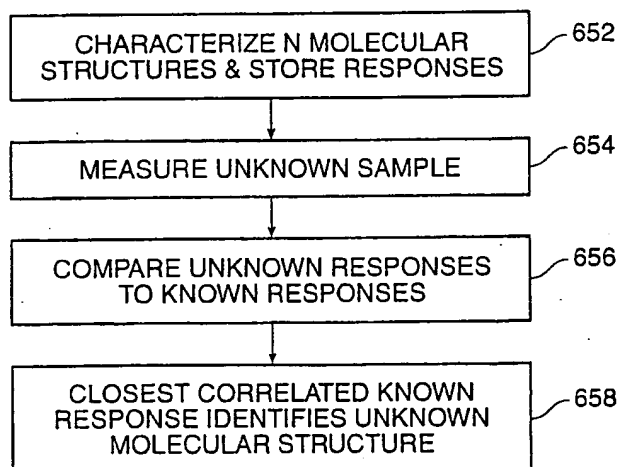 CHARACTERIZE N MOLECULAR
STRUCTURES & STORE RESPONSES
652
MEASURE UNKNOWN SAMPLE
654
COMPARE UNKNOWN RESPONSES
TO KNOWN RESPONSES
656
CLOSEST CORRELATED KNOWN
RESPONSE IDENTIFIES UNKNOWN
MOLECULAR STRUCTURE
658